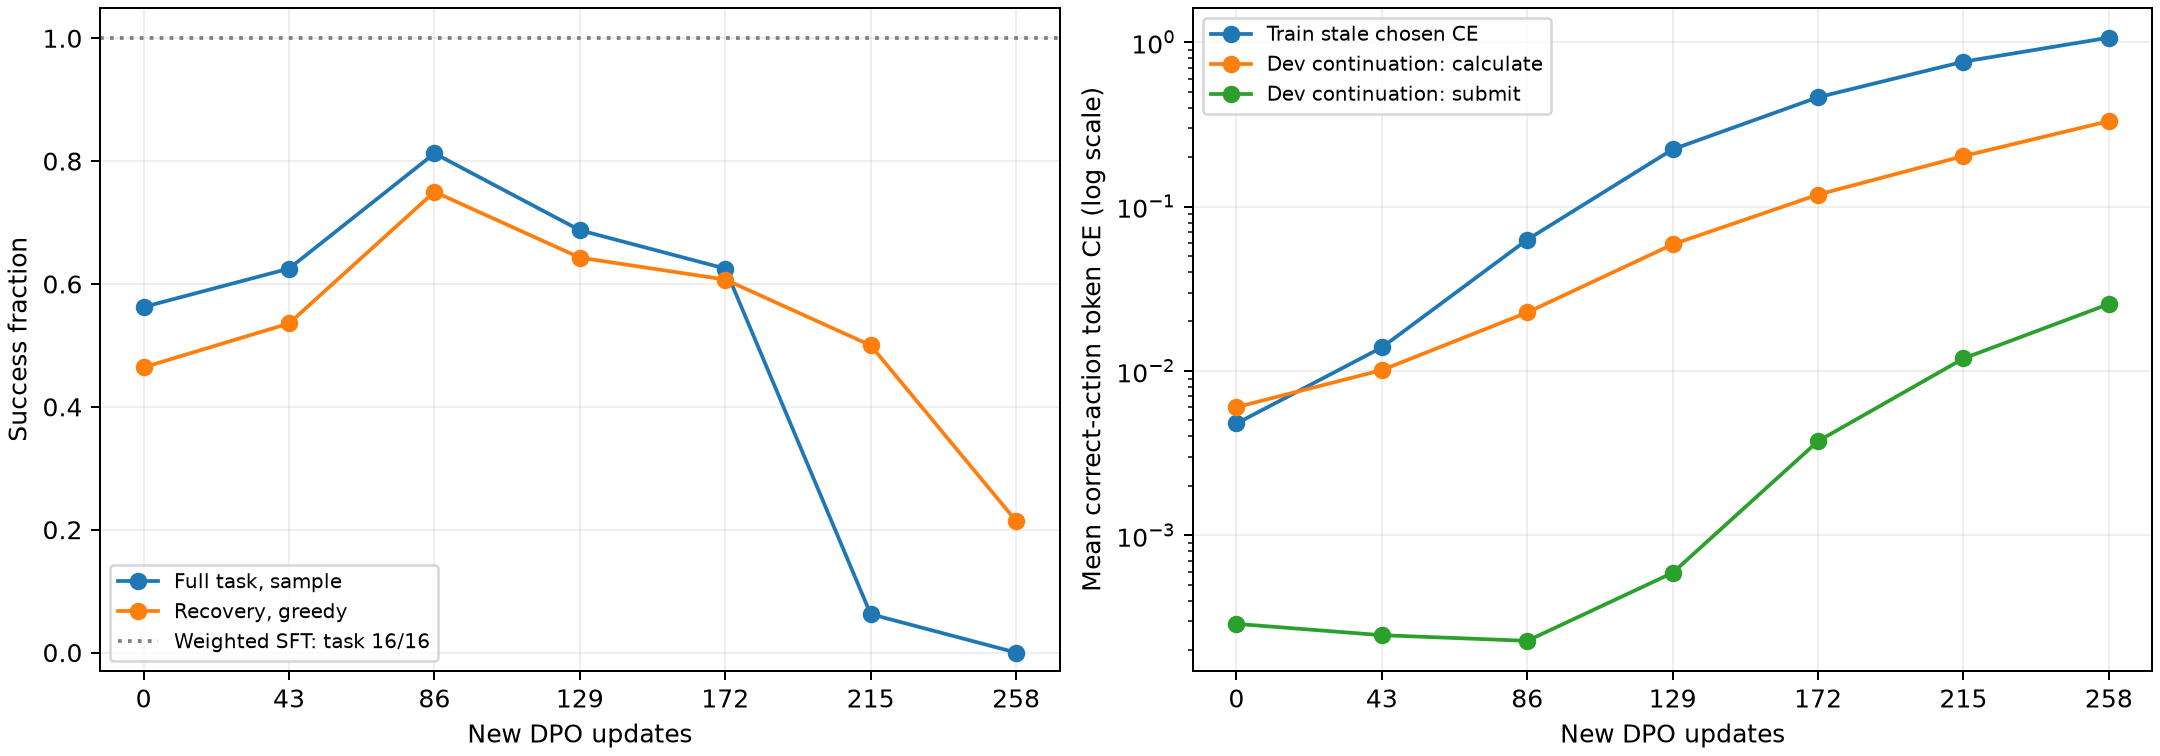 Success fraction
1.0
0.8
0.6
0.4
0.2
0.0
Full task, sample
Recovery, greedy
Weighted SFT: task 16/16
0 43 86 129 172 215 258
New DPO updates
Mean correct-action token CE (log scale)
10⁰
10⁻¹
10⁻²
10⁻³
Train stale chosen CE
Dev continuation: calculate
Dev continuation: submit
0 43 86 129 172 215 258
New DPO updates